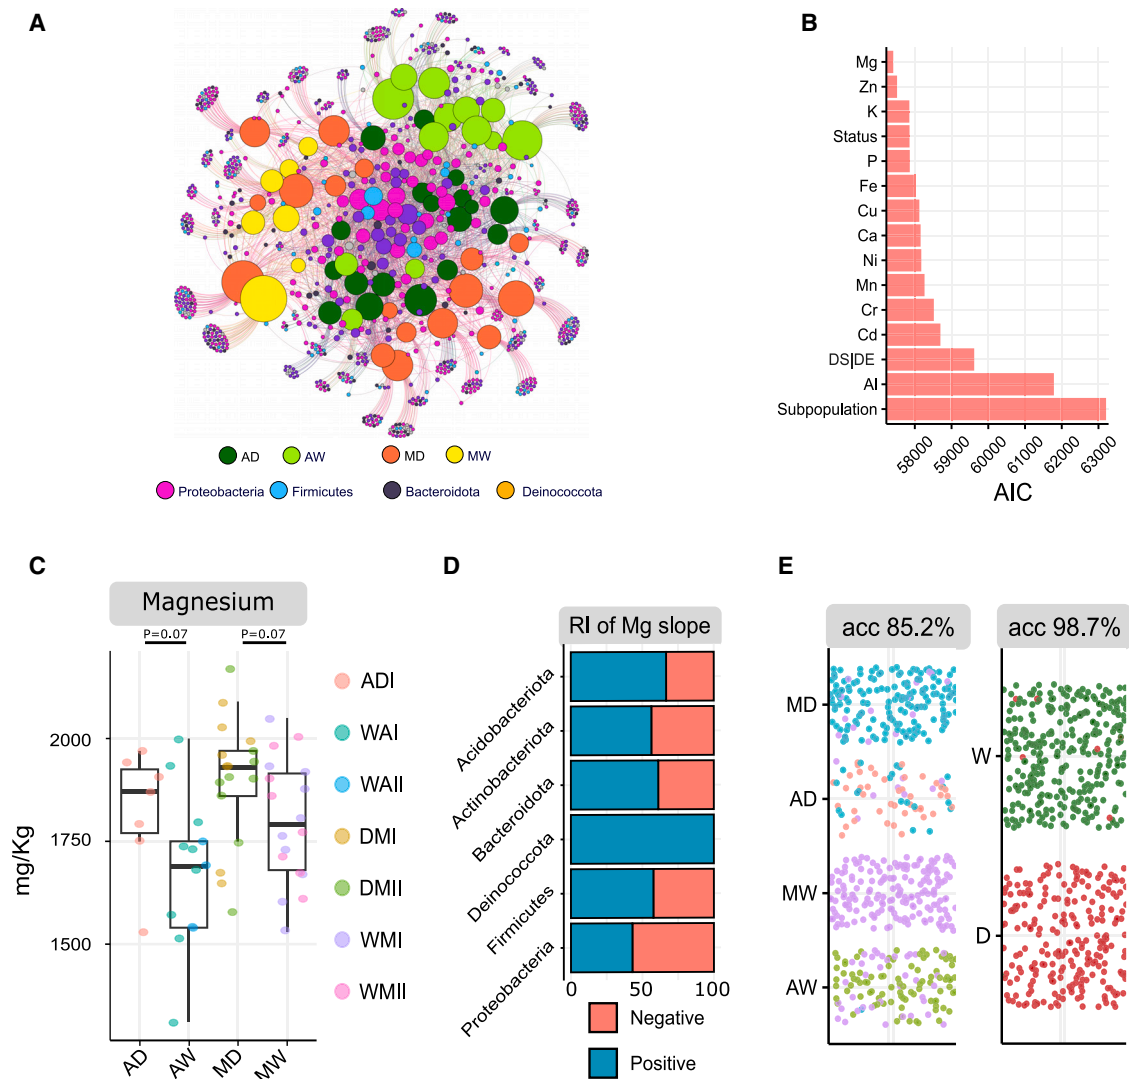 A
AD
AW
MD
MW
Proteobacteria
Firmicutes
Bacteroidota
Deinococcota
B
Mg
Zn
K
Status
P
Fe
Cu
Ca
Ni
Mn
Cr
Cd
DS|DE
Al
Subpopulation
58000
59000
60000
61000
62000
63000
AIC
C
Magnesium
P=0.07
P=0.07
mg/Kg
2000
1750
1500
AD
AW
MD
MW
ADI
WAI
WAII
DMI
DMII
WMI
WMII
D
RI of Mg slope
Acidobacteriota
Actinobacteriota
Bacteroidota
Deinococcota
Firmicutes
Proteobacteria
0
50
100
Negative
Positive
E
acc 85.2%
MD
AD
MW
AW
acc 98.7%
W
D